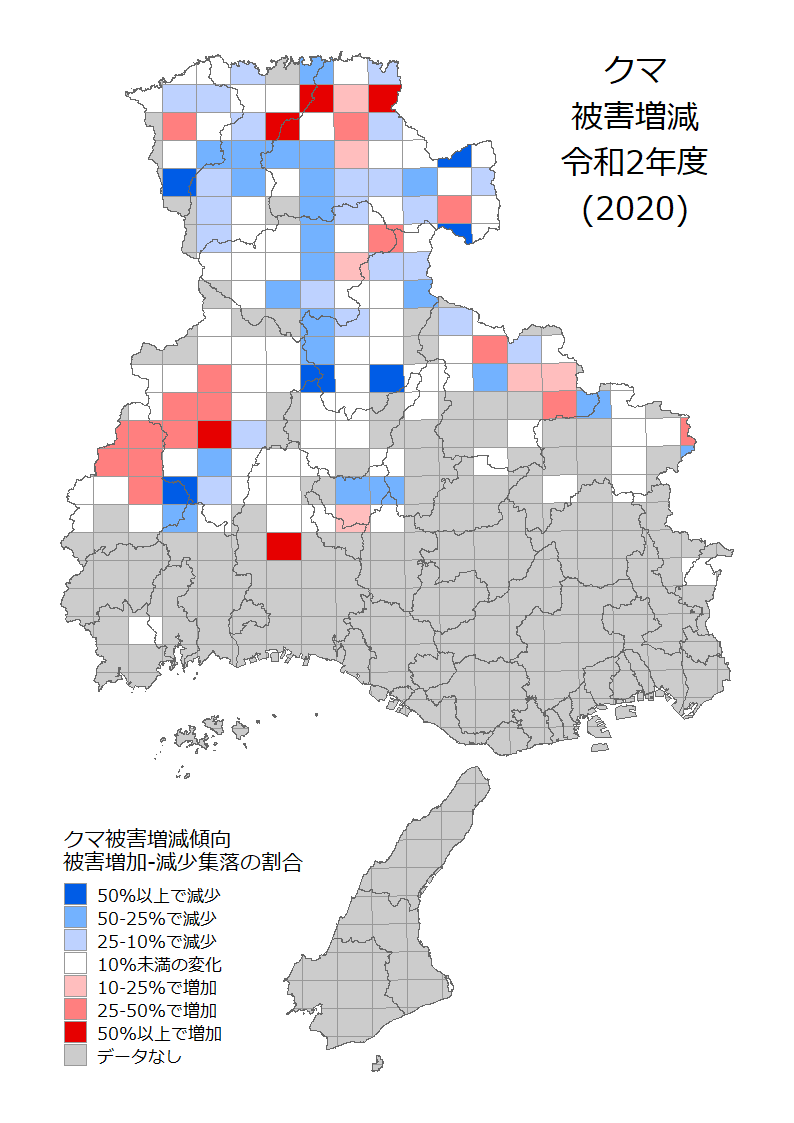 クマ
被害増減
令和2年度
(2020)
クマ被害増減傾向
被害増加-減少集落の割合
50%以上で減少
50-25%で減少
25-10%で減少
10%未満の変化
10-25%で増加
25-50%で増加
50%以上で増加
データなし